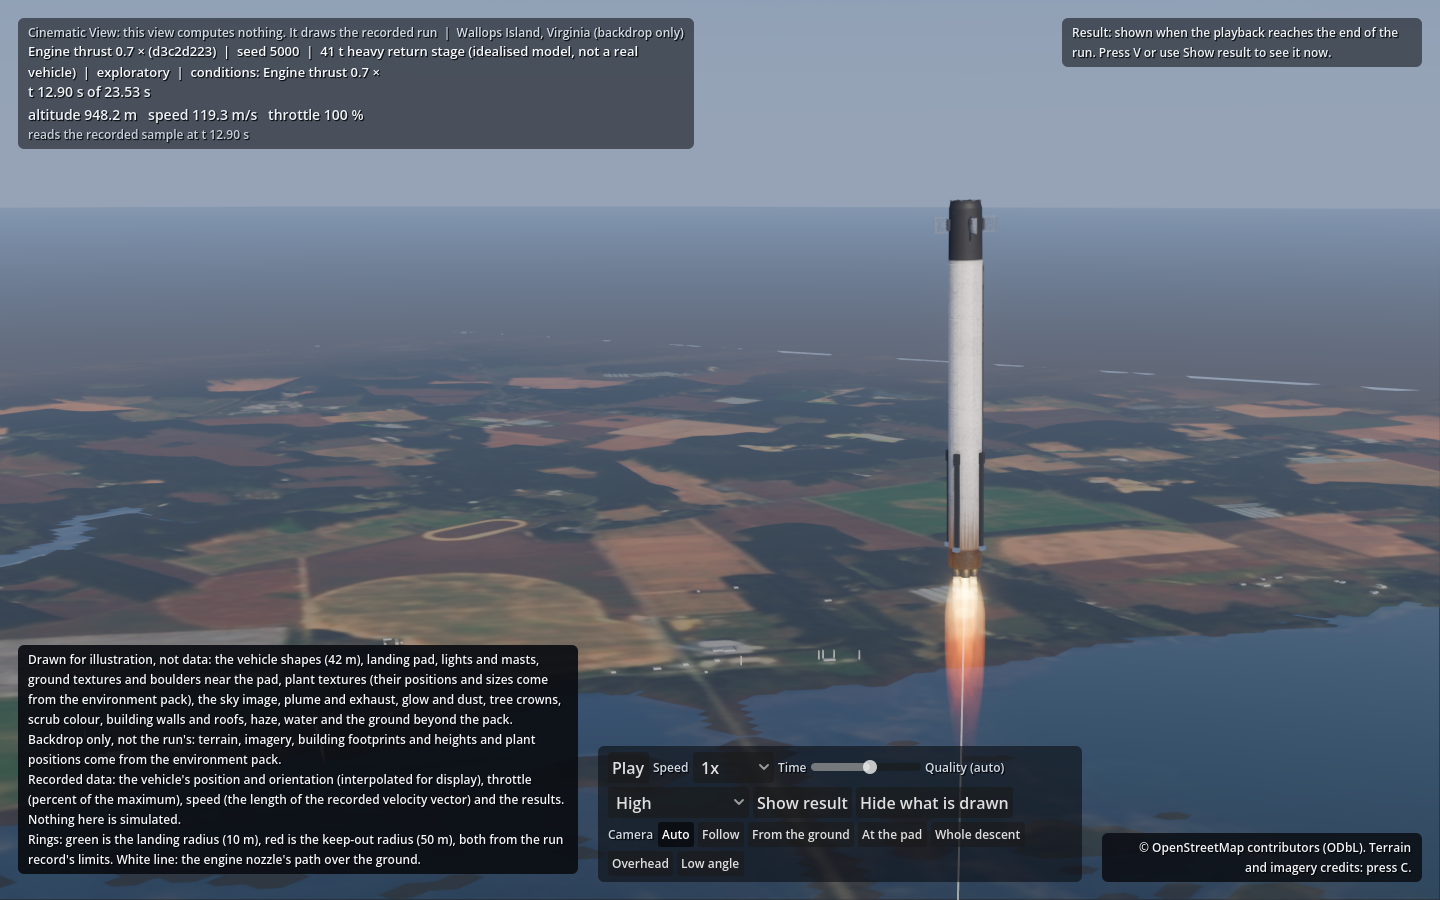 Cinematic View: this view computes nothing. It draws the recorded run | Wallops Island, Virginia (backdrop only)
Engine thrust 0.7 × (d3c2d223) | seed 5000 | 41 t heavy return stage (idealised model, not a real
vehicle) | exploratory | conditions: Engine thrust 0.7 ×
t 12.90 s of 23.53 s
altitude 948.2 m speed 119.3 m/s throttle 100 %
reads the recorded sample at t 12.90 s
Result: shown when the playback reaches the end of the
run. Press V or use Show result to see it now.
Drawn for illustration, not data: the vehicle shapes (42 m), landing pad, lights and masts,
ground textures and boulders near the pad, plant textures (their positions and sizes come
from the environment pack), the sky image, plume and exhaust, glow and dust, tree crowns,
scrub colour, building walls and roofs, haze, water and the ground beyond the pack.
Backdrop only, not the run's: terrain, imagery, building footprints and heights and plant
positions come from the environment pack.
Recorded data: the vehicle's position and orientation (interpolated for display), throttle
(percent of the maximum), speed (the length of the recorded velocity vector) and the results.
Nothing here is simulated.
Rings: green is the landing radius (10 m), red is the keep-out radius (50 m), both from the run
record's limits. White line: the engine nozzle's path over the ground.
Play Speed 1x Time Quality (auto)
High Show result Hide what is drawn
Camera Auto Follow From the ground At the pad Whole descent
Overhead Low angle
© OpenStreetMap contributors (ODbL). Terrain
and imagery credits: press C.